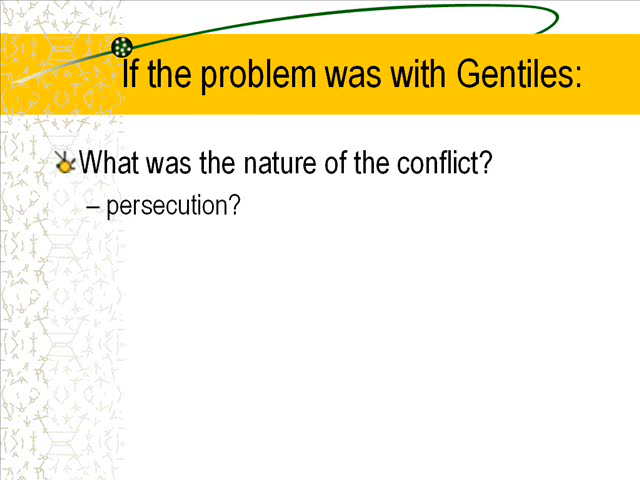 If the problem was with Gentiles:
What was the nature of the conflict?
– persecution?